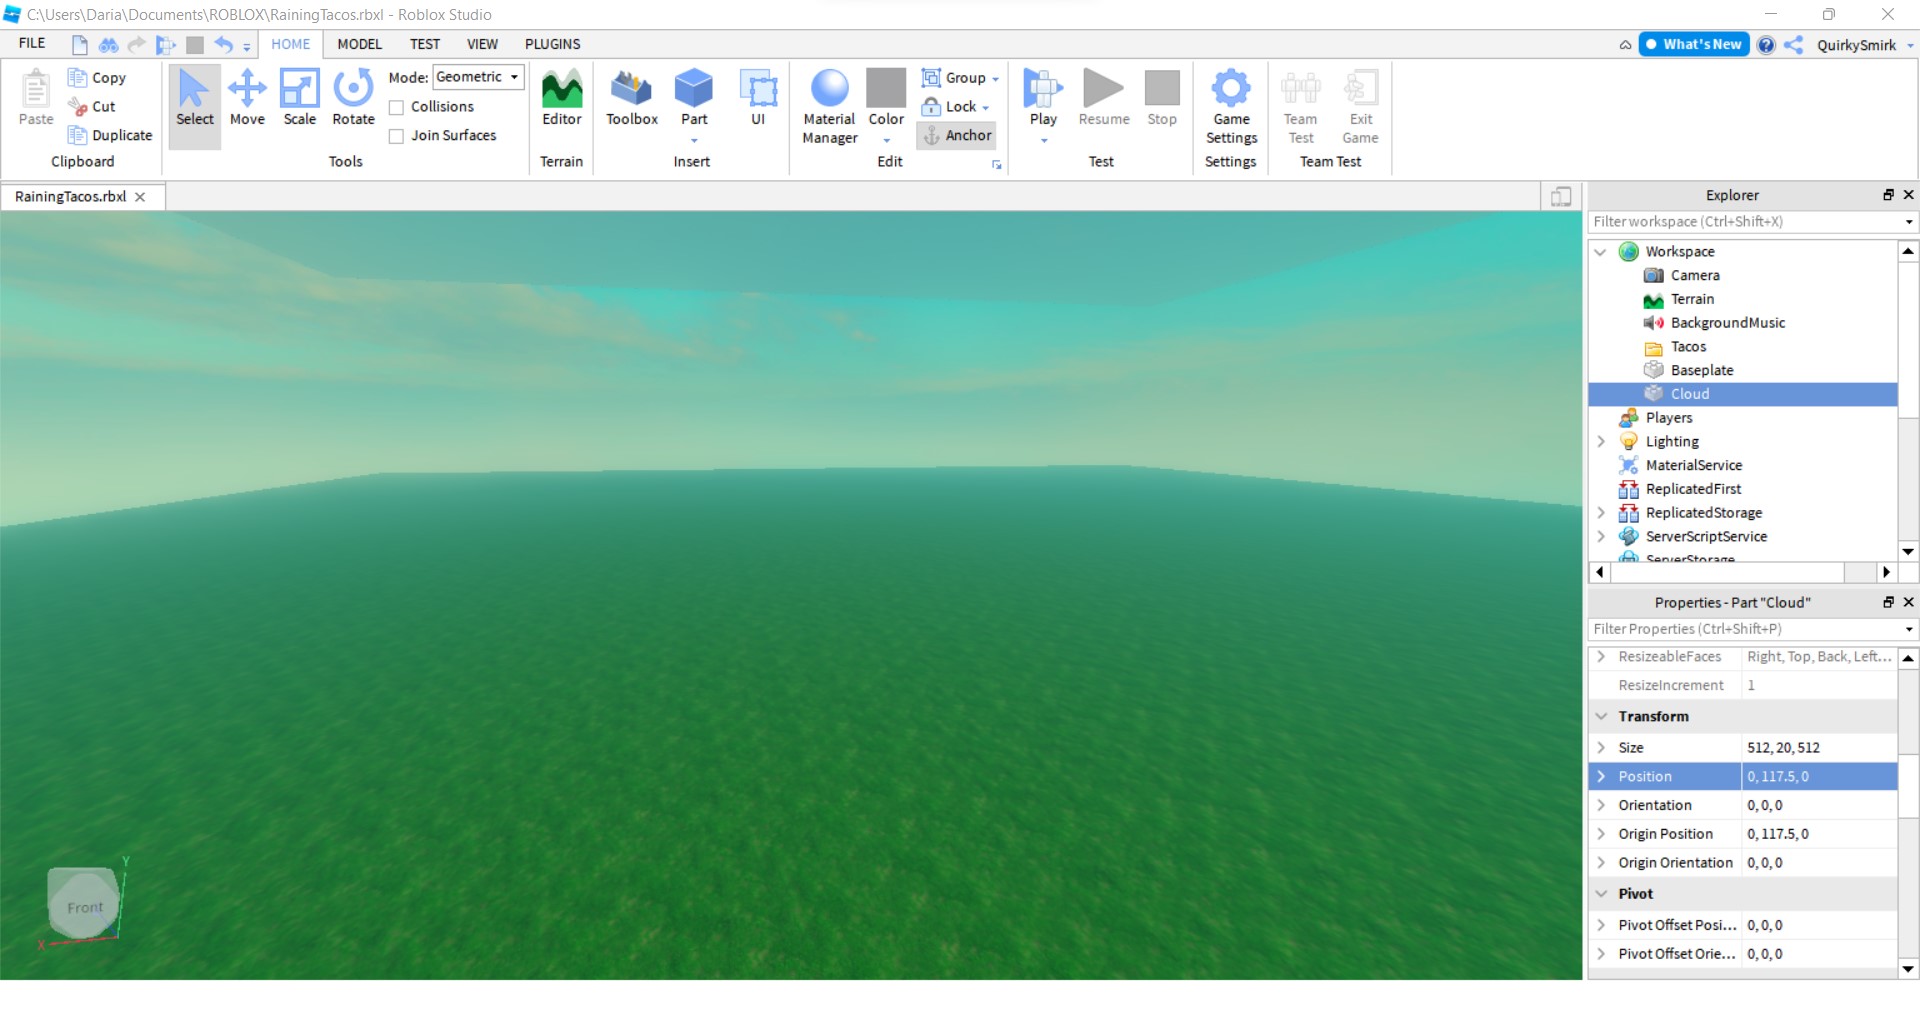 C:\Users\Daria\Documents\ROBLOX\RainingTacos.rbxl - Roblox Studio
FILE HOME MODEL TEST VIEW PLUGINS What's New QuirkySmirk
Paste
Copy
Cut
Duplicate
Clipboard
Select Move Scale Rotate
Mode: Geometric
Collisions
Join Surfaces
Tools
Editor
Terrain
Toolbox Part UI
Insert
Material Manager
Color
Group
Lock
Anchor
Edit
Play Resume Stop
Test
Game Settings
Settings
Team Test
Exit Game
Team Test
RainingTacos.rbxl
Explorer
Filter workspace (Ctrl+Shift+X)
Workspace
Camera
Terrain
BackgroundMusic
Tacos
Baseplate
Cloud
Players
Lighting
MaterialService
ReplicatedFirst
ReplicatedStorage
ServerScriptService
ServerStorage
Properties - Part "Cloud"
Filter Properties (Ctrl+Shift+P)
ResizeableFaces Right, Top, Back, Left...
ResizeIncrement 1
Transform
Size 512, 20, 512
Position 0, 117.5, 0
Orientation 0, 0, 0
Origin Position 0, 117.5, 0
Origin Orientation 0, 0, 0
Pivot
Pivot Offset Posi... 0, 0, 0
Pivot Offset Orie... 0, 0, 0
Front
Y
X